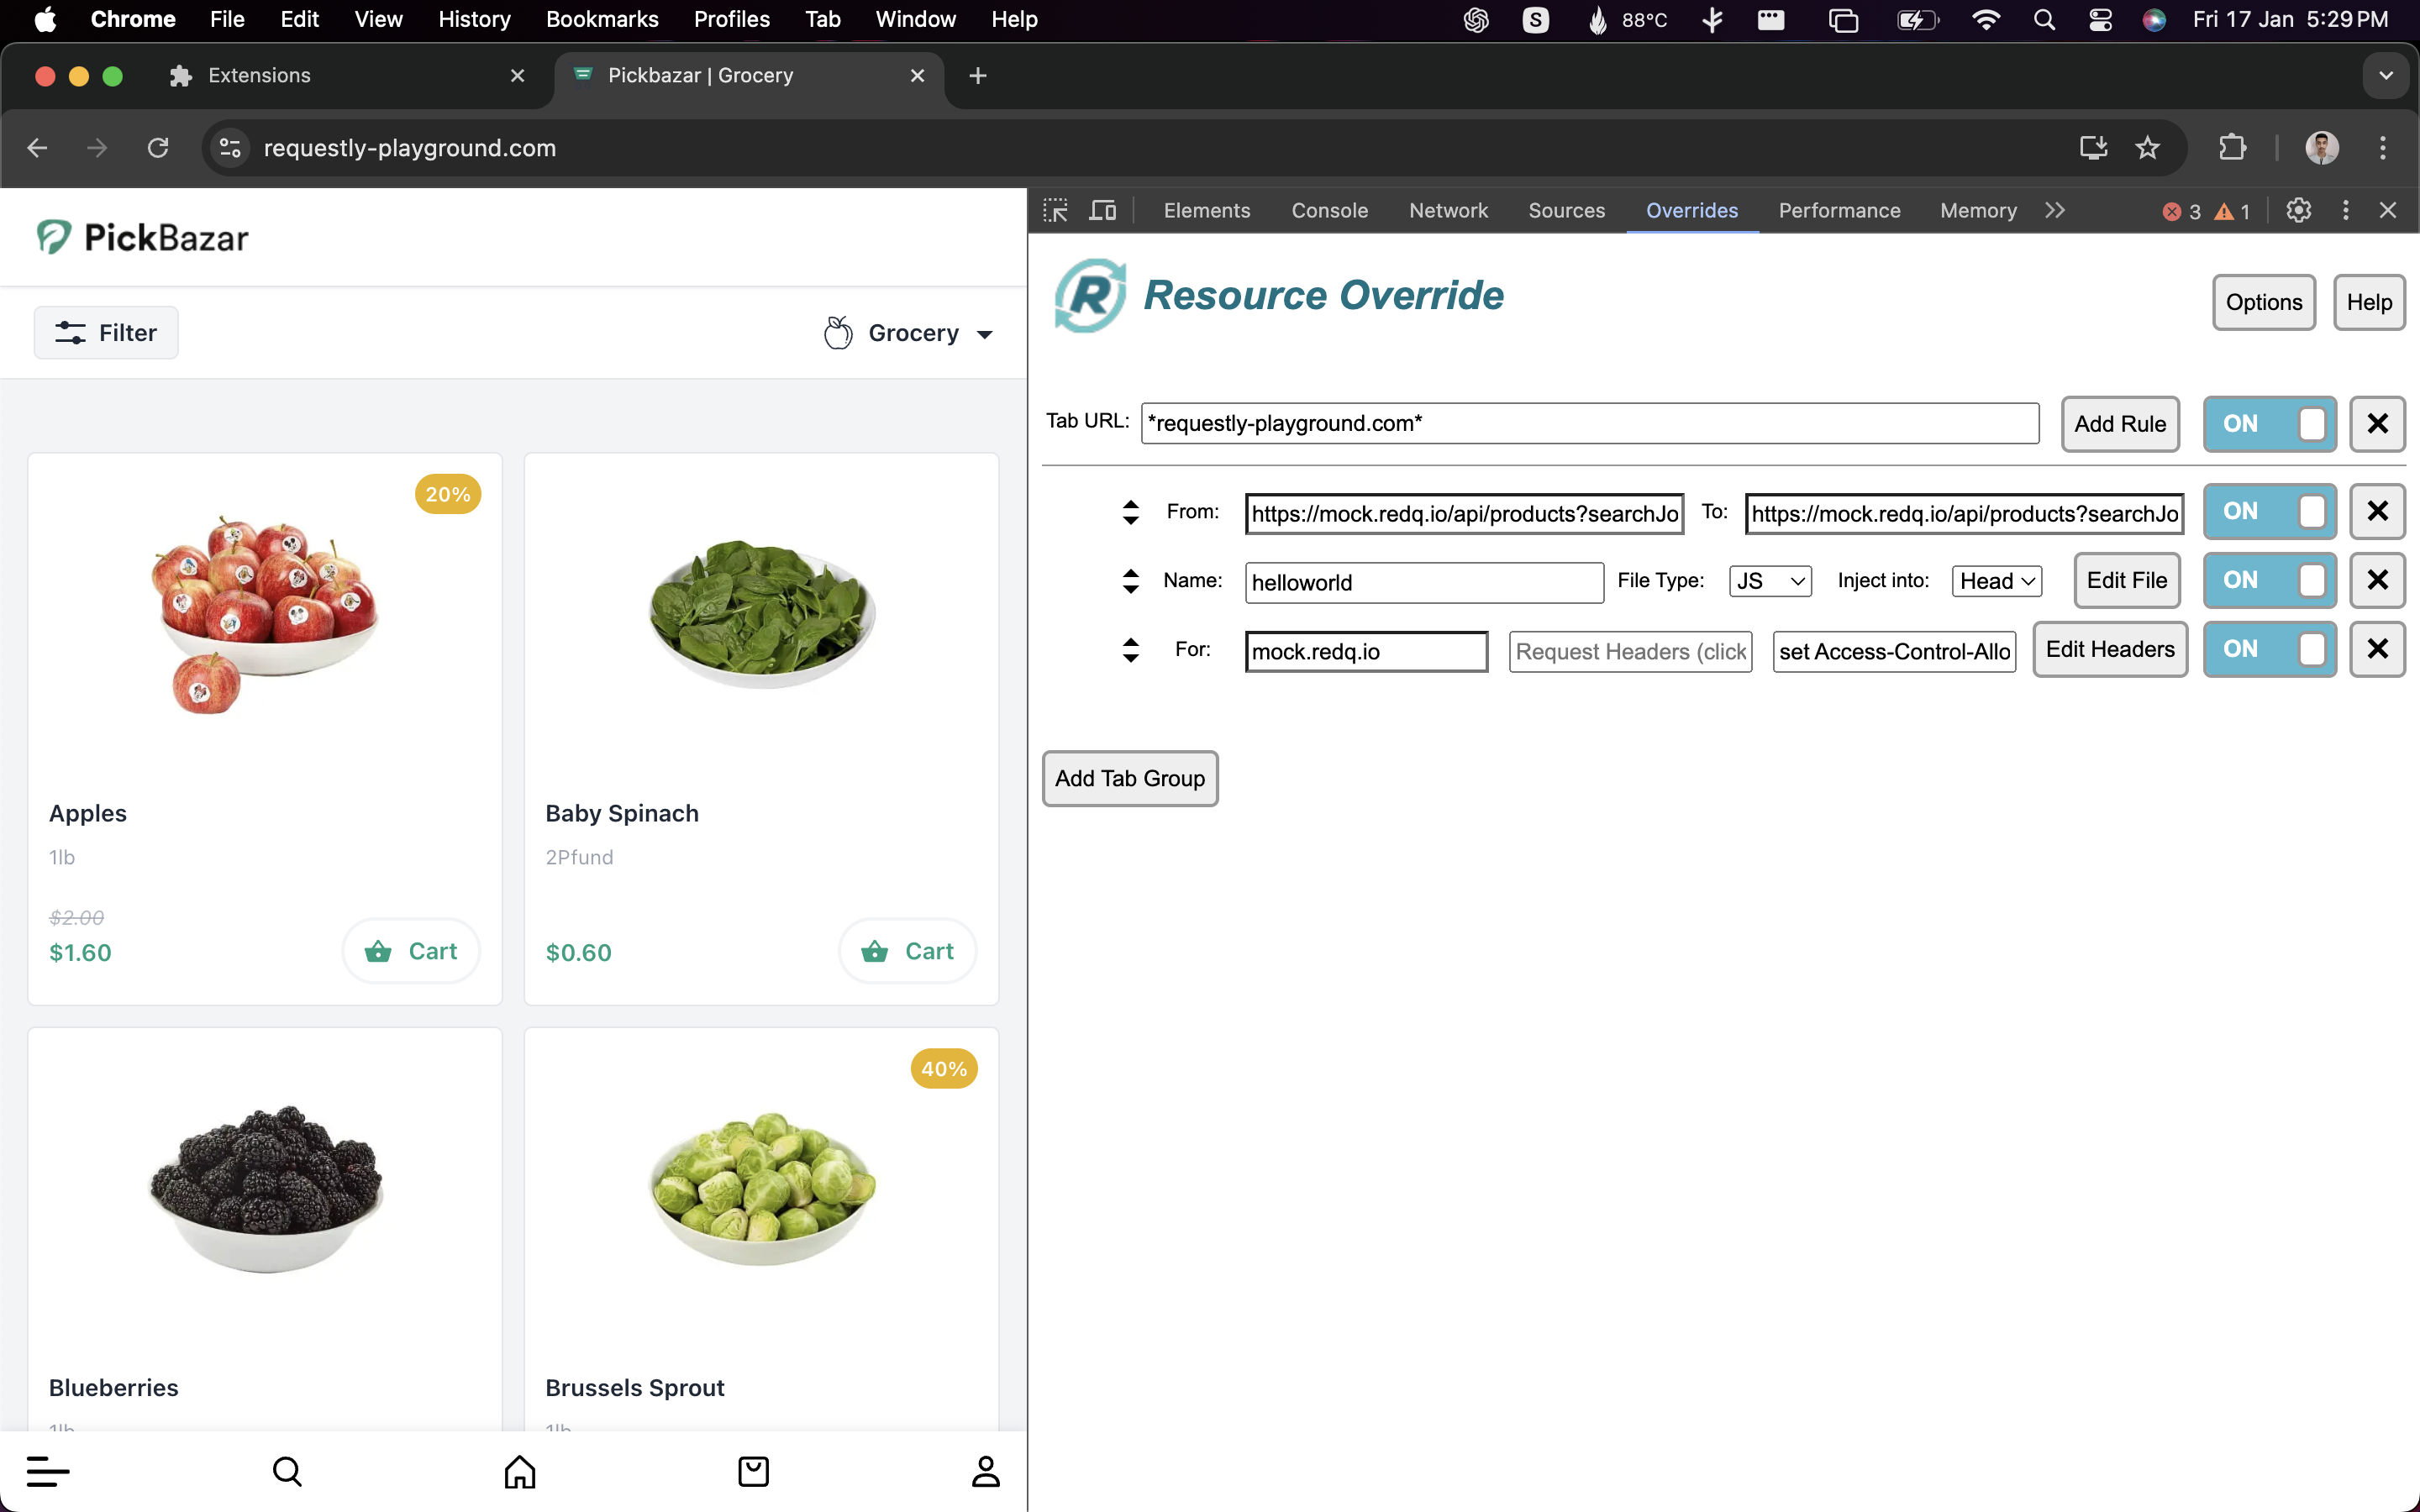 Chrome File Edit View History Bookmarks Profiles Tab Window Help
S 88°C Fri 17 Jan 5:29 PM
Extensions
Pickbazar | Grocery
requestly-playground.com
PickBazar
Filter
Grocery
20%
Apples
1lb
$2.00
$1.60
Cart
Baby Spinach
2Pfund
$0.60
Cart
Blueberries
1lb
40%
Brussels Sprout
1lb
Elements Console Network Sources Overrides Performance Memory 3 1
R Resource Override
Options Help
Tab URL: *requestly-playground.com* Add Rule ON
From: https://mock.redq.io/api/products?searchJo To: https://mock.redq.io/api/products?searchJo ON
Name: helloworld File Type: JS Inject into: Head Edit File ON
For: mock.redq.io Request Headers (click set Access-Control-Allo Edit Headers ON
Add Tab Group